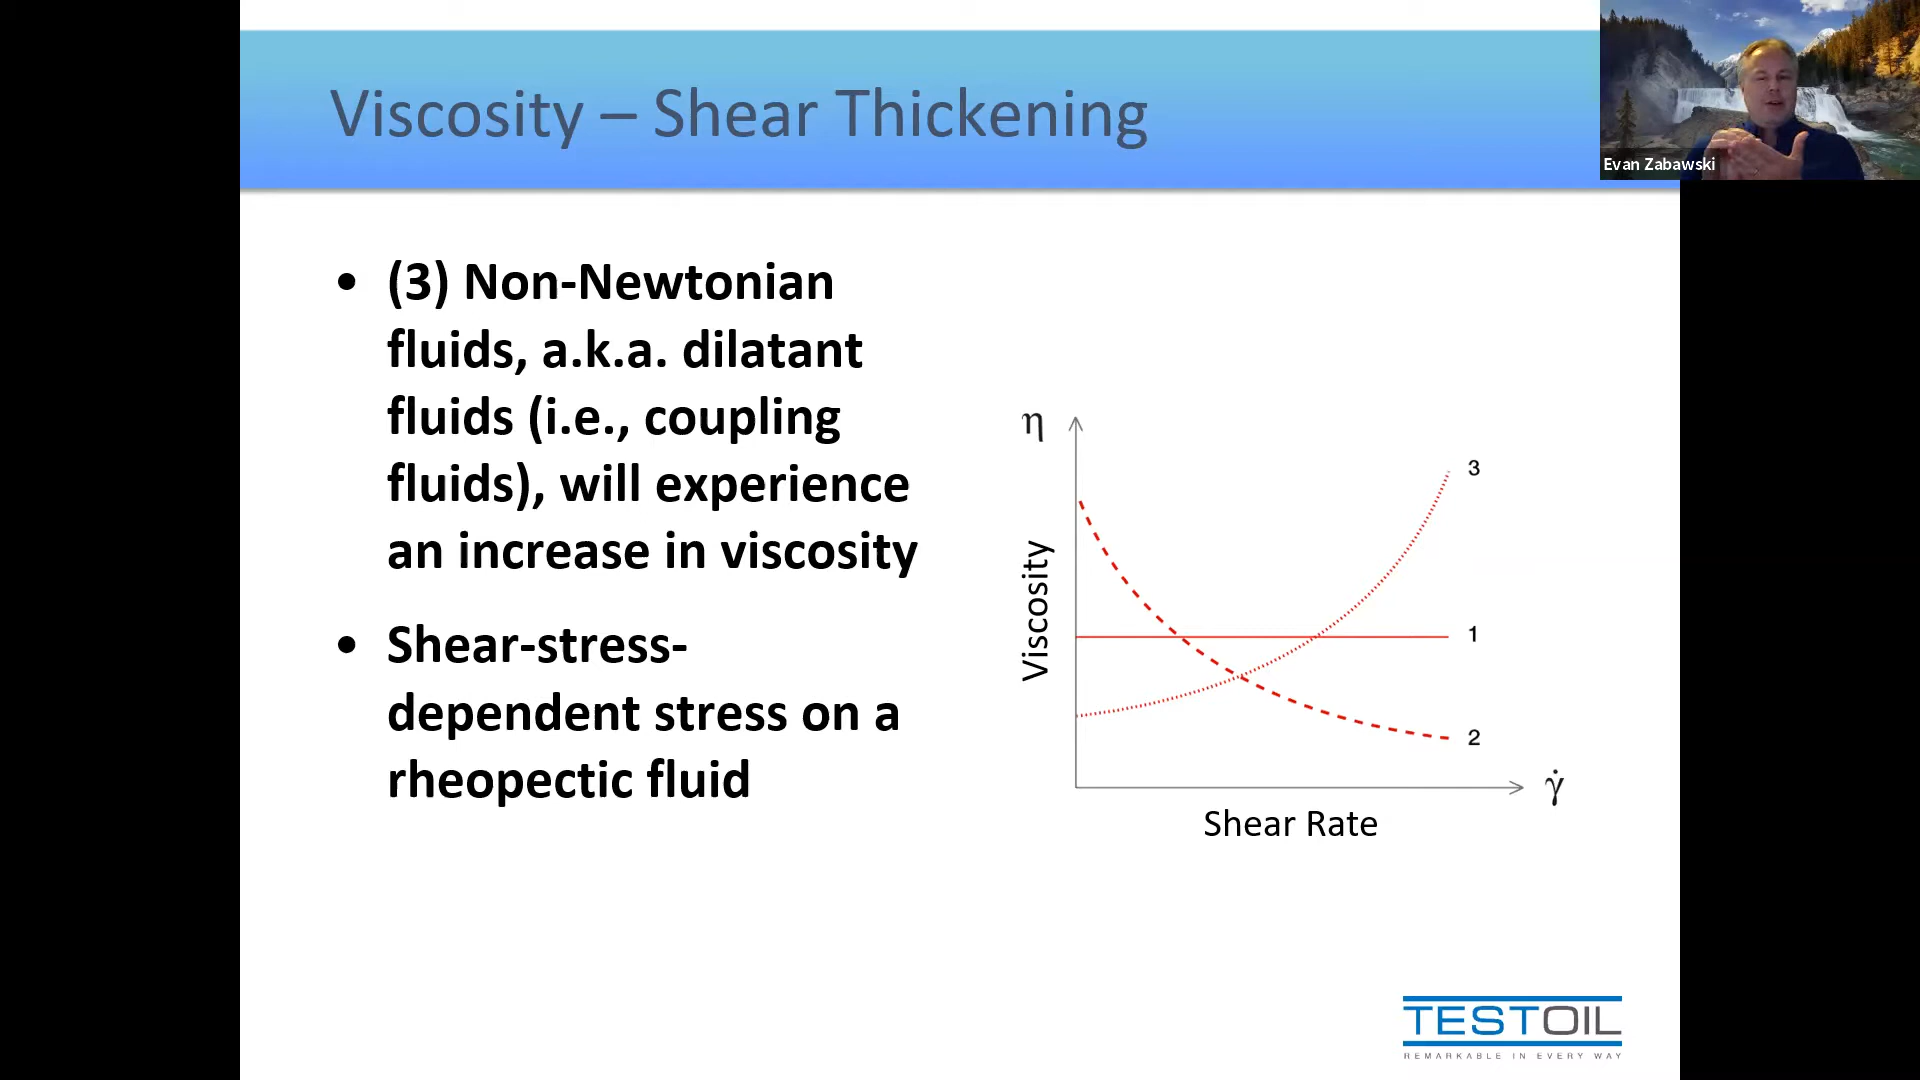 Viscosity – Shear Thickening
Evan Zabawski
• (3) Non-Newtonian
fluids, a.k.a. dilatant
fluids (i.e., coupling
fluids), will experience
an increase in viscosity
• Shear-stress-
dependent stress on a
rheopectic fluid
η
Viscosity
3
1
2
γ̇
Shear Rate
TESTOIL
REMARKABLE IN EVERY WAY